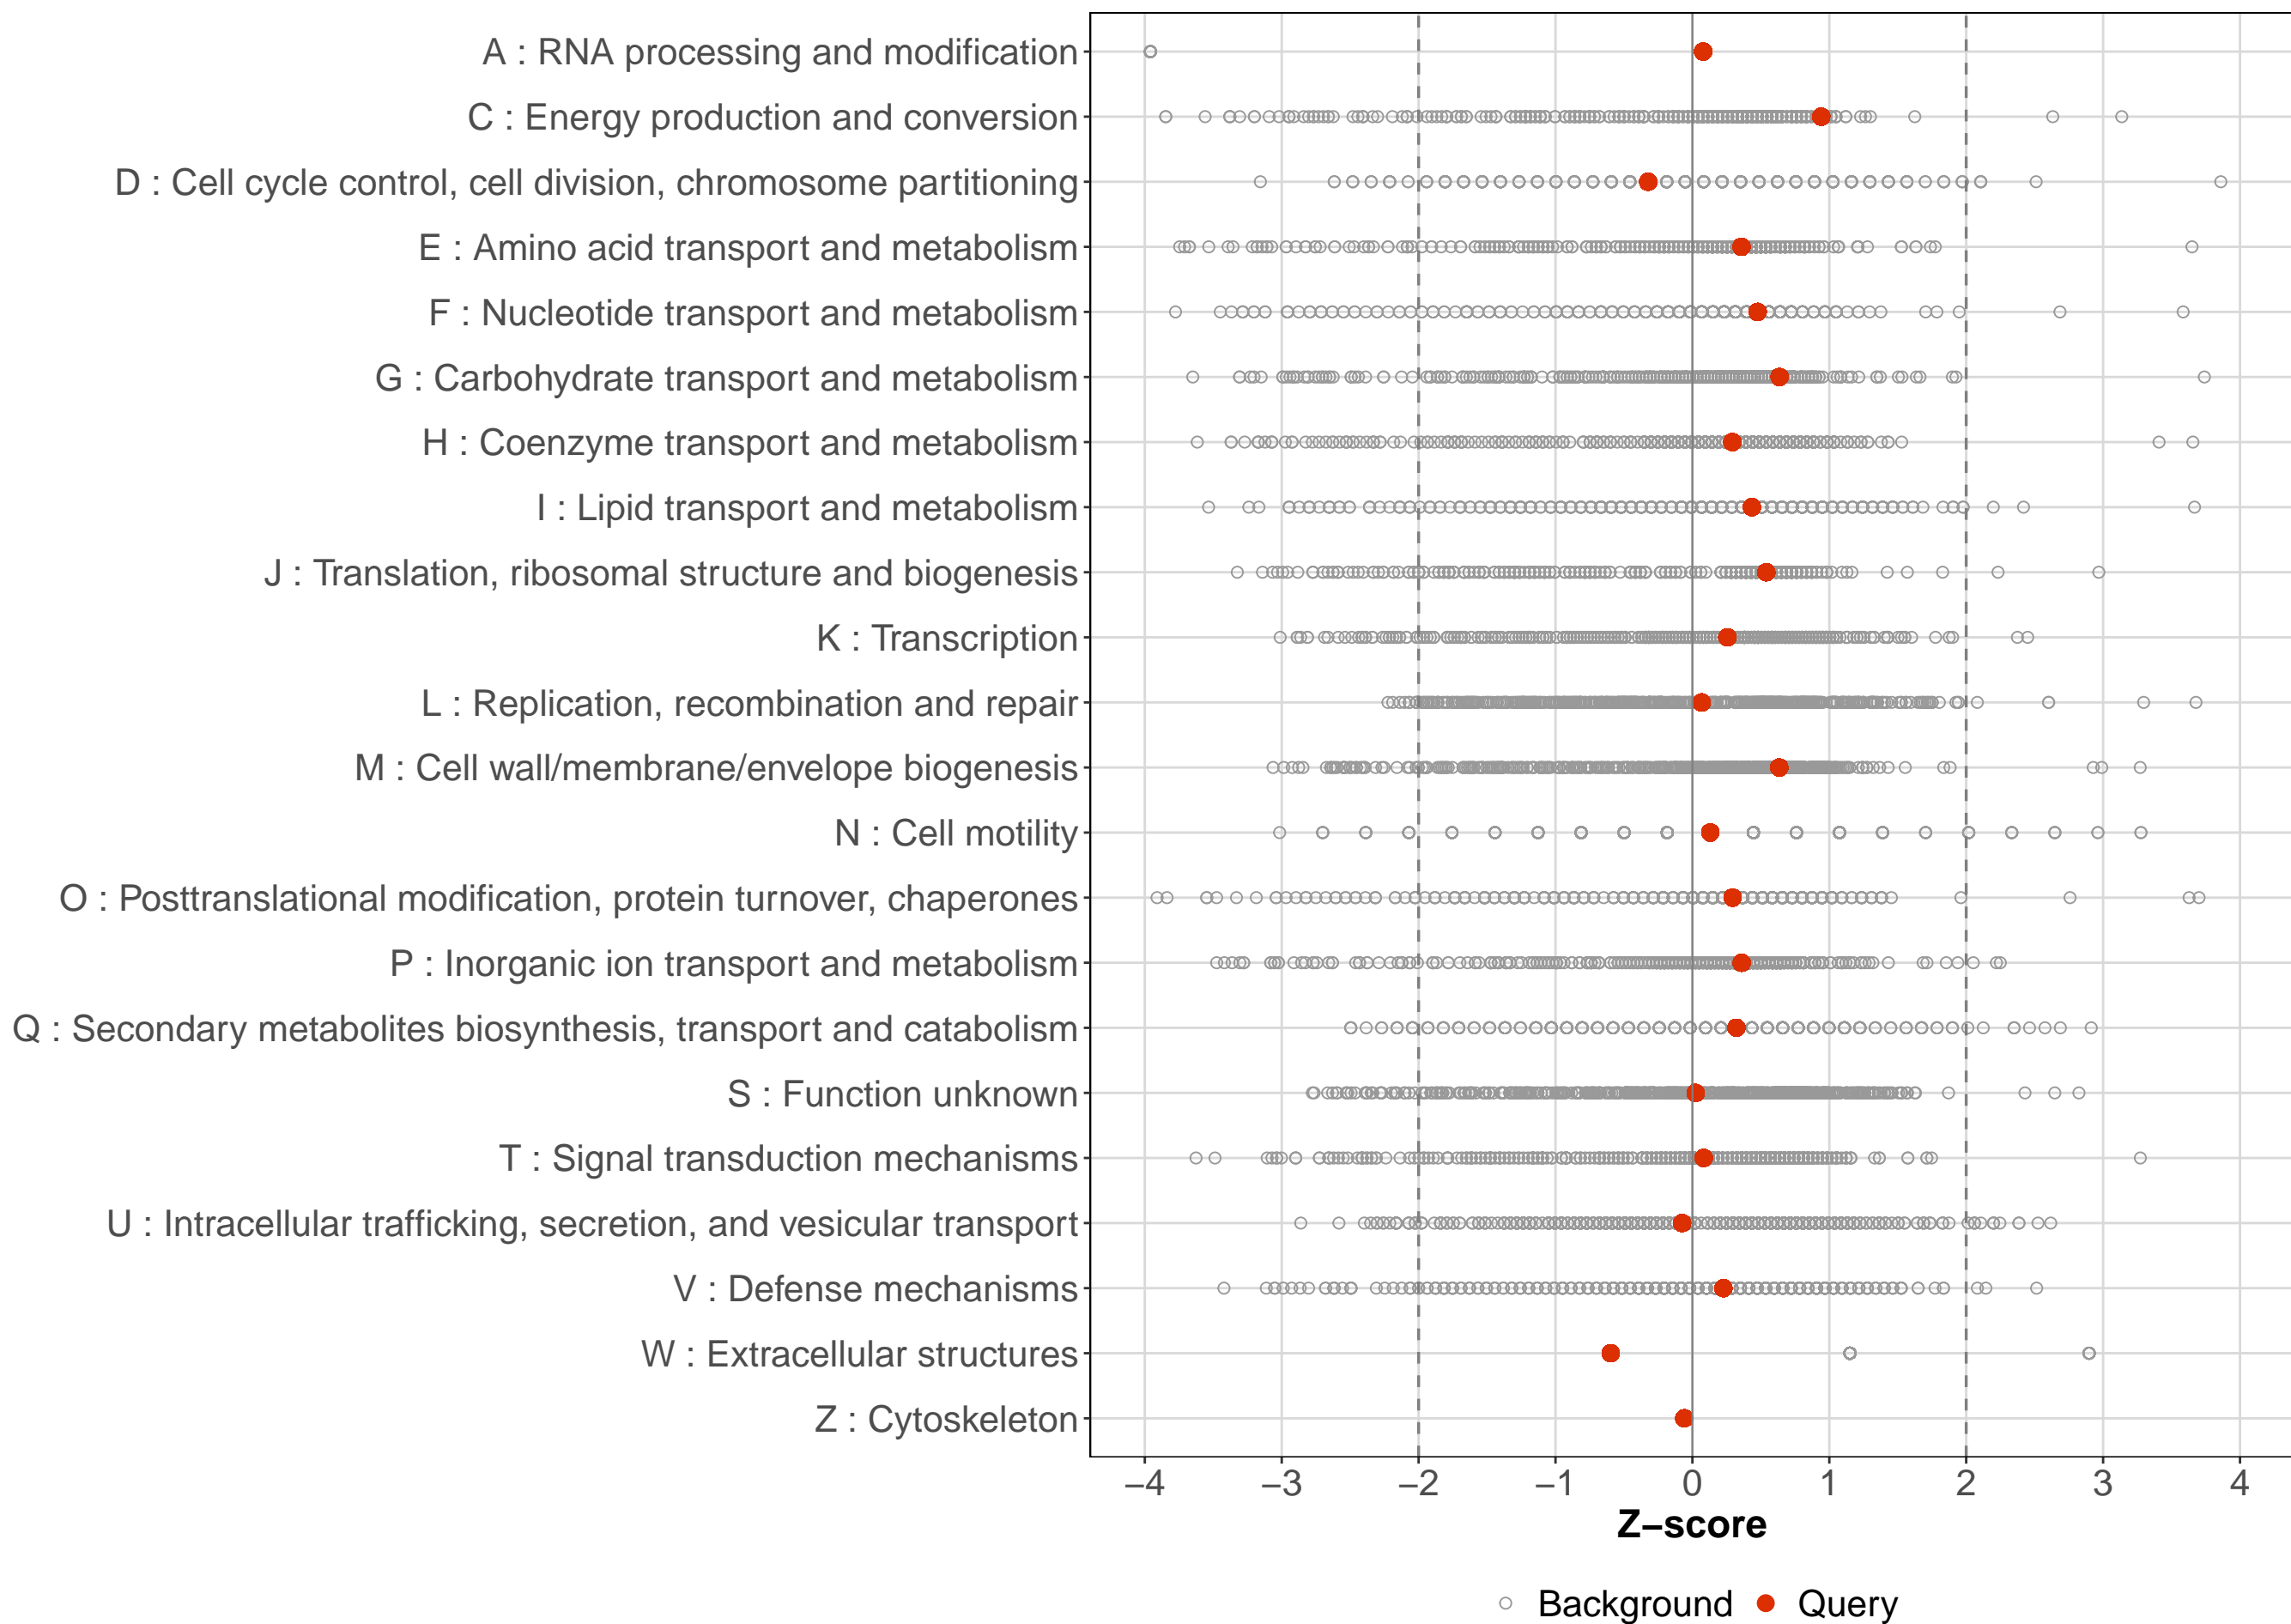 A : RNA processing and modification
C : Energy production and conversion
D : Cell cycle control, cell division, chromosome partitioning
E : Amino acid transport and metabolism
F : Nucleotide transport and metabolism
G : Carbohydrate transport and metabolism
H : Coenzyme transport and metabolism
I : Lipid transport and metabolism
J : Translation, ribosomal structure and biogenesis
K : Transcription
L : Replication, recombination and repair
M : Cell wall/membrane/envelope biogenesis
N : Cell motility
O : Posttranslational modification, protein turnover, chaperones
P : Inorganic ion transport and metabolism
Q : Secondary metabolites biosynthesis, transport and catabolism
S : Function unknown
T : Signal transduction mechanisms
U : Intracellular trafficking, secretion, and vesicular transport
V : Defense mechanisms
W : Extracellular structures
Z : Cytoskeleton
−4 −3 −2 −1 0 1 2 3 4
Z−score
Background Query